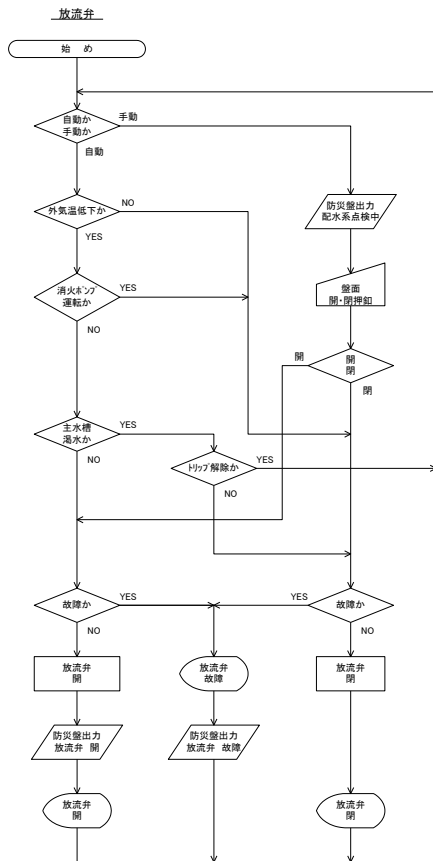 放流弁
始　め
自動か
手動か
手動
自動
防災盤出力
配水系点検中
外気温低下か
NO
YES
消火ﾎﾟﾝﾌﾟ
運転か
YES
NO
盤面
開・閉押釦
開
開
閉
閉
主水槽
渇水か
YES
NO
ﾄﾘｯﾌﾟ解除か
YES
NO
故障か
YES
NO
YES
故障か
NO
放流弁
開
放流弁
故障
放流弁
閉
防災盤出力
放流弁　開
防災盤出力
放流弁　故障
放流弁
開
放流弁
閉